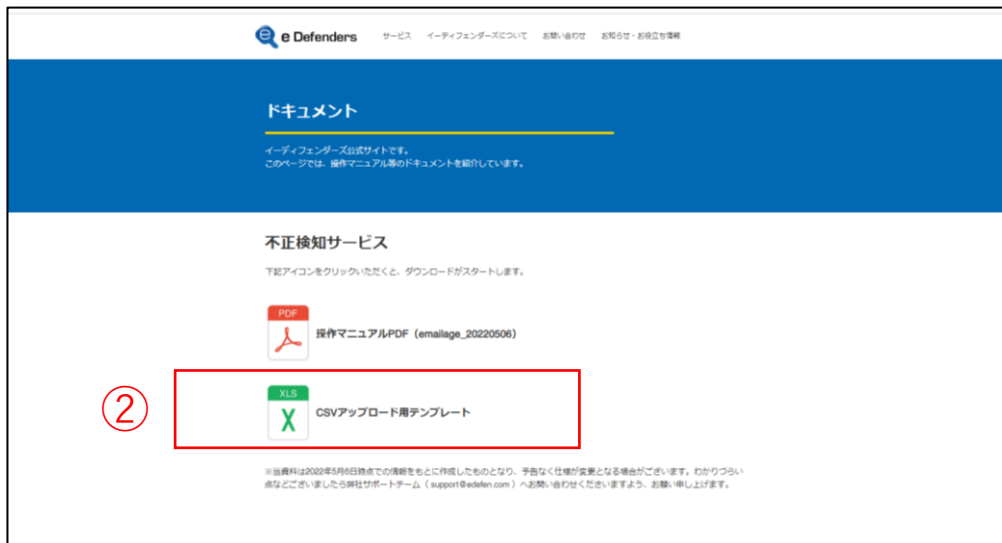 e e Defenders サービス イーディフェンダーズについて お問い合わせ お知らせ・お役立ち情報
ドキュメント
イーディフェンダーズ公式サイトです。
このページでは、操作マニュアル等のドキュメントを紹介しています。
不正検知サービス
下記アイコンをクリックいただくと、ダウンロードがスタートします。
PDF
操作マニュアルPDF（emailage_20220506）
②
XLS
X
CSVアップロード用テンプレート
※当資料は2022年5月6日時点での情報をもとに作成したものとなり、予告なく仕様が変更となる場合がございます。わかりづらい
点などございましたら弊社サポートチーム（ support@edefen.com ）へお問い合わせくださいますよう、お願い申し上げます。